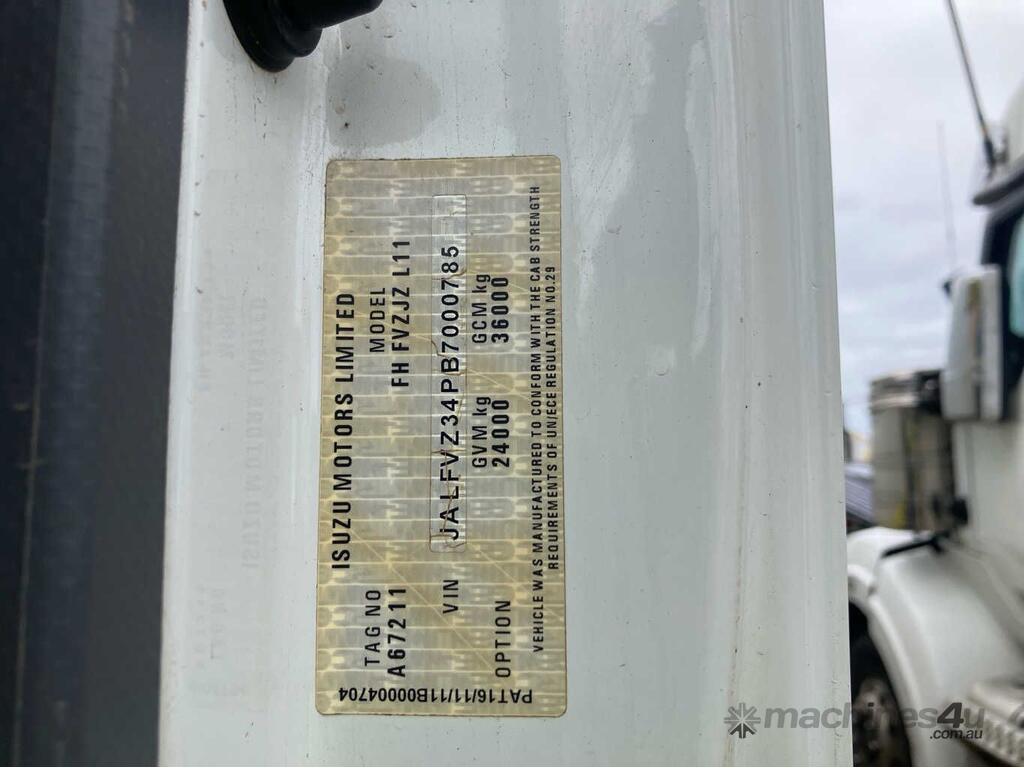 ISUZU MOTORS LIMITED
TAG NO MODEL
A67211 FH FVZJZ L11
VIN JALFVZ34PB7000785
GVM kg GCM kg
OPTION 24000 36000
VEHICLE WAS MANUFACTURED TO CONFORM WITH THE CAB STRENGTH
REQUIREMENTS OF UN/ECE REGULATION NO.29
PAT16/11/11/11B000004704
machines4u
.com.au